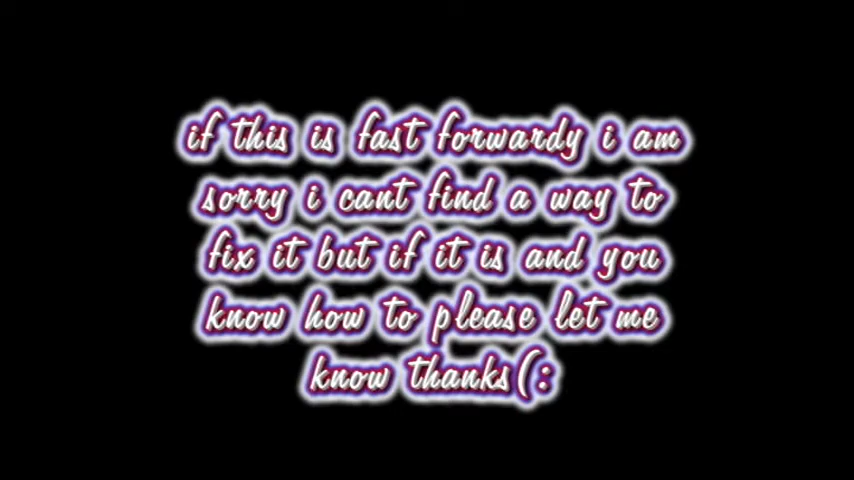 if this is fast forwardy i am
sorry i cant find a way to
fix it but if it is and you
know how to please let me
know thanks(: